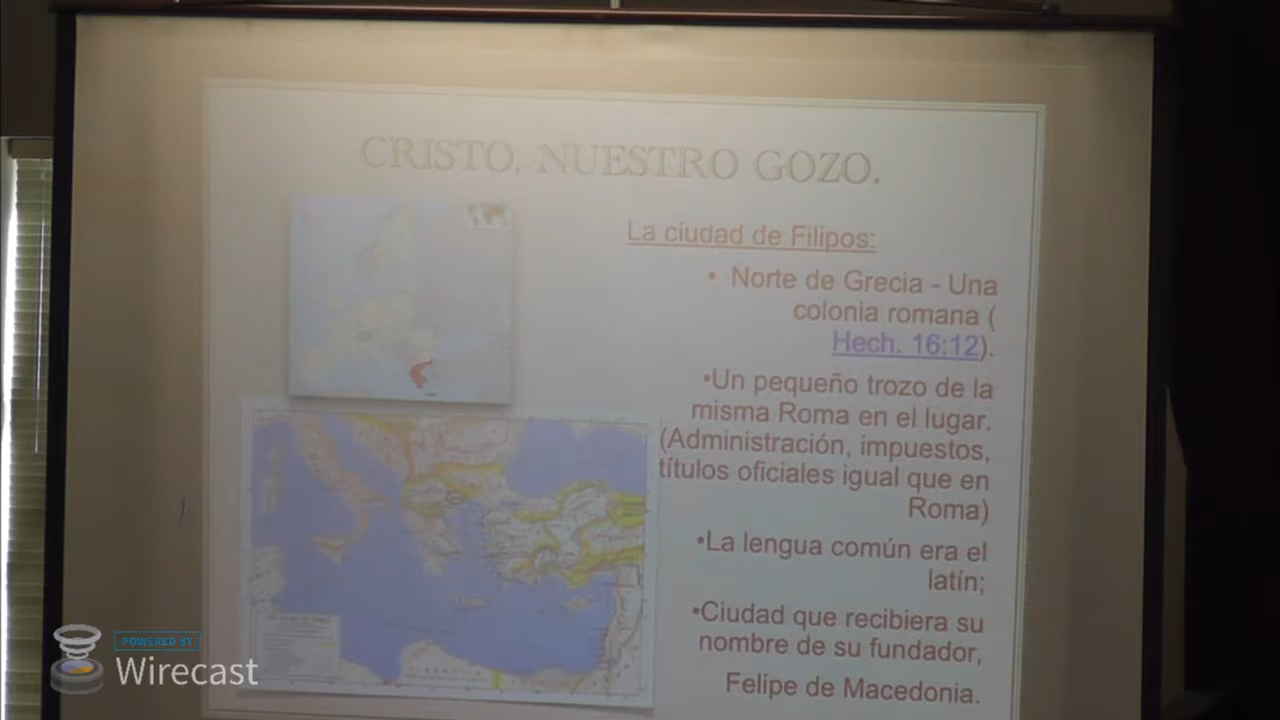 CRISTO, NUESTRO GOZO.
La ciudad de Filipos:
• Norte de Grecia - Una
colonia romana (
Hech. 16:12).
•Un pequeño trozo de la
misma Roma en el lugar.
(Administración, impuestos,
títulos oficiales igual que en
Roma)
•La lengua común era el
latín;
•Ciudad que recibiera su
nombre de su fundador,
Felipe de Macedonia.
POWERED BY
Wirecast